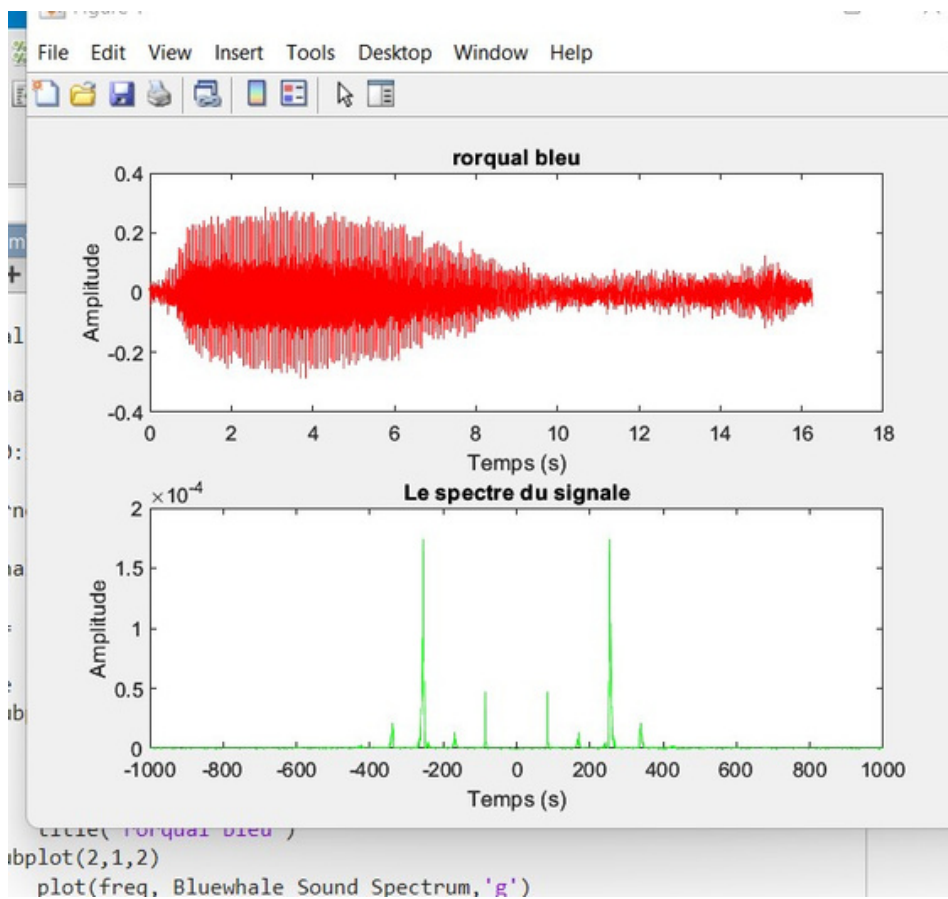 File Edit View Insert Tools Desktop Window Help
rorqual bleu
Amplitude
0.4
0.2
0
-0.2
-0.4
0 2 4 6 8 10 12 14 16 18
Temps (s)
×10-4
Le spectre du signale
Amplitude
2
1.5
1
0.5
0
-1000 -800 -600 -400 -200 0 200 400 600 800 1000
Temps (s)
title("rorqual bleu")
ubplot(2,1,2)
plot(freq, Bluewhale_Sound_Spectrum,'g')